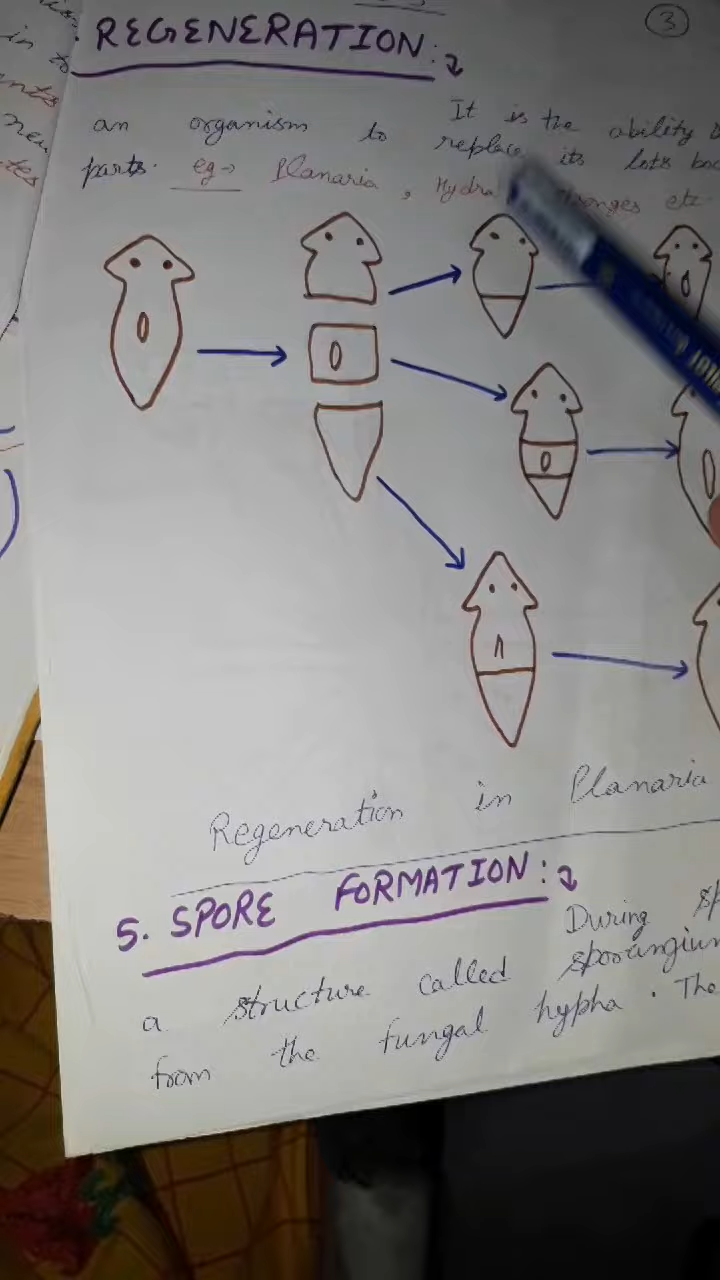 ③
REGENERATION:
It is the ability
an organism to replace its lots
parts. eg→ Planaria, Hydra etc
Regeneration in Planaria
5. SPORE FORMATION:
During
a structure called sporangium
from the fungal hypha. The